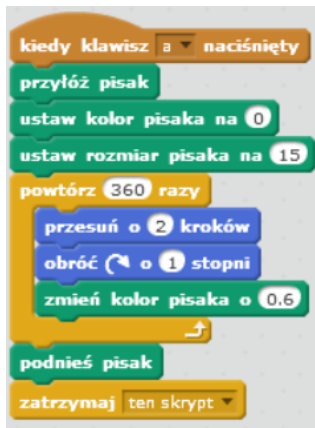 kiedy klawisz a naciśnięty
przyłóż pisak
ustaw kolor pisaka na 0
ustaw rozmiar pisaka na 15
powtórz 360 razy
przesuń o 2 kroków
obróć ↻ o 1 stopni
zmień kolor pisaka o 0.6
podnieś pisak
zatrzymaj ten skrypt